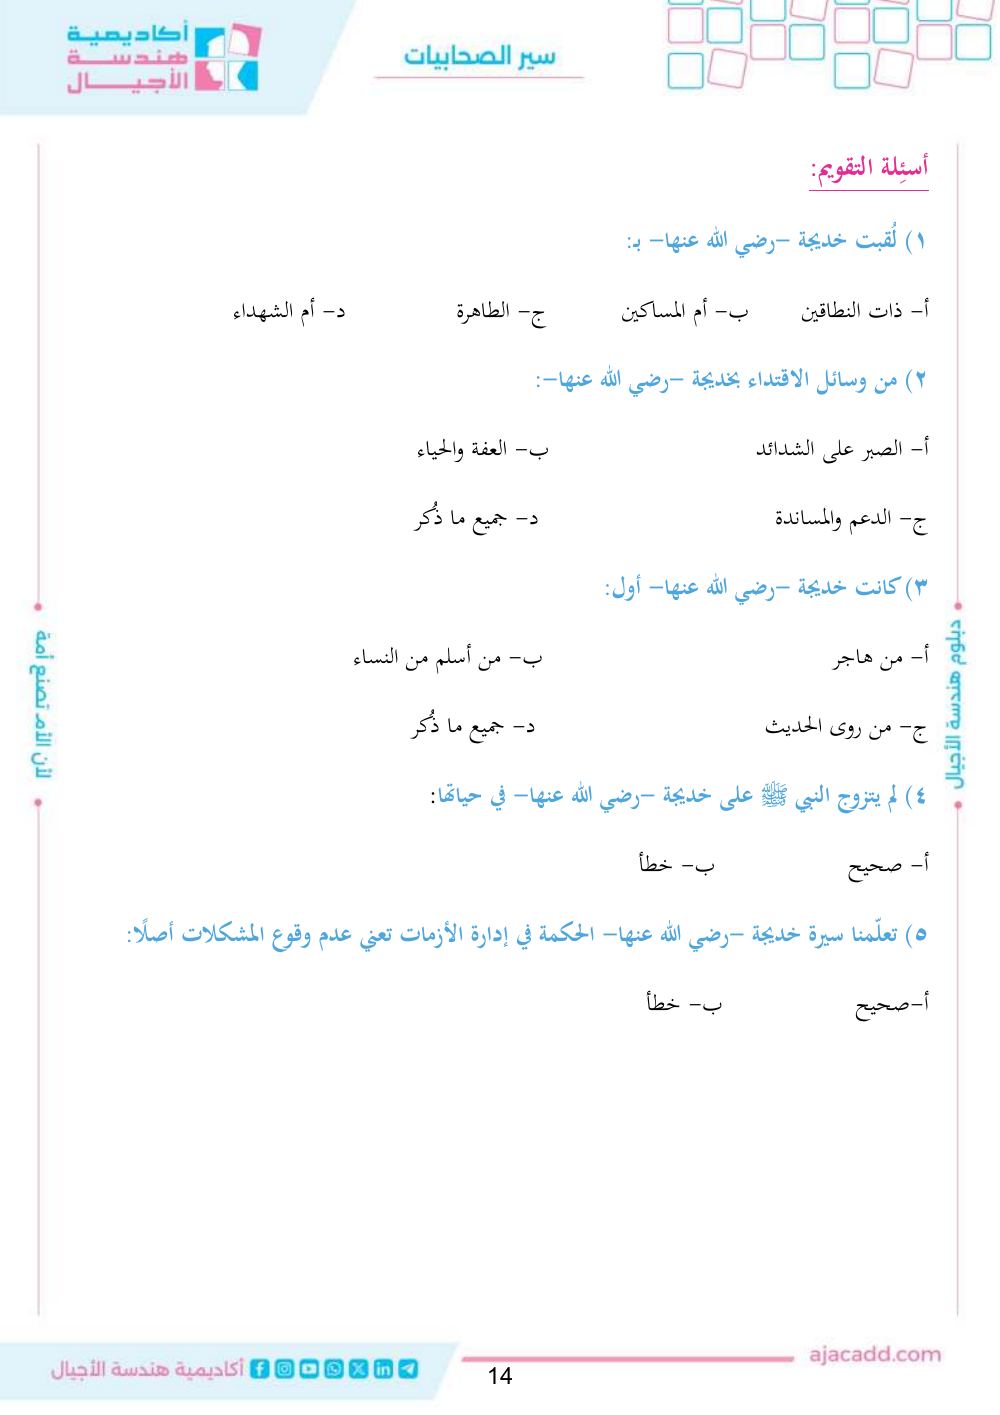 أكاديمية
هندسة
الأجيال
سير الصحابيات
أسئِلة التقويم:
١) لُقبت خديجة –رضي الله عنها– بـ:
أ– ذات النطاقين ب– أم المساكين ج– الطاهرة د– أم الشهداء
٢) من وسائل الاقتداء بخديجة –رضي الله عنها–:
أ– الصبر على الشدائد ب– العفة والحياء
ج– الدعم والمساندة د– جميع ما ذُكر
٣) كانت خديجة –رضي الله عنها– أول:
أ– من هاجر ب– من أسلم من النساء
ج– من روى الحديث د– جميع ما ذُكر
٤) لم يتزوج النبي ﷺ على خديجة –رضي الله عنها– في حياتها:
أ– صحيح ب– خطأ
٥) تعلّمنا سيرة خديجة –رضي الله عنها– الحكمة في إدارة الأزمات تعني عدم وقوع المشكلات أصلًا:
أ–صحيح ب– خطأ
دبلوم هندسة الأجيال
لأن الأم تصنع أمة
ajacadd.com
14
أكاديمية هندسة الأجيال